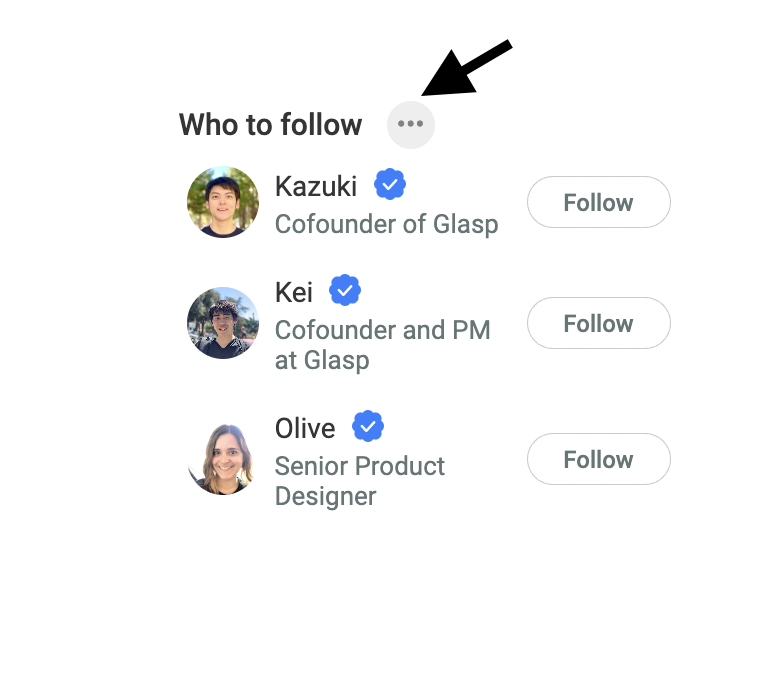 Who to follow
Kazuki
Cofounder of Glasp
Follow
Kei
Cofounder and PM
at Glasp
Follow
Olive
Senior Product
Designer
Follow